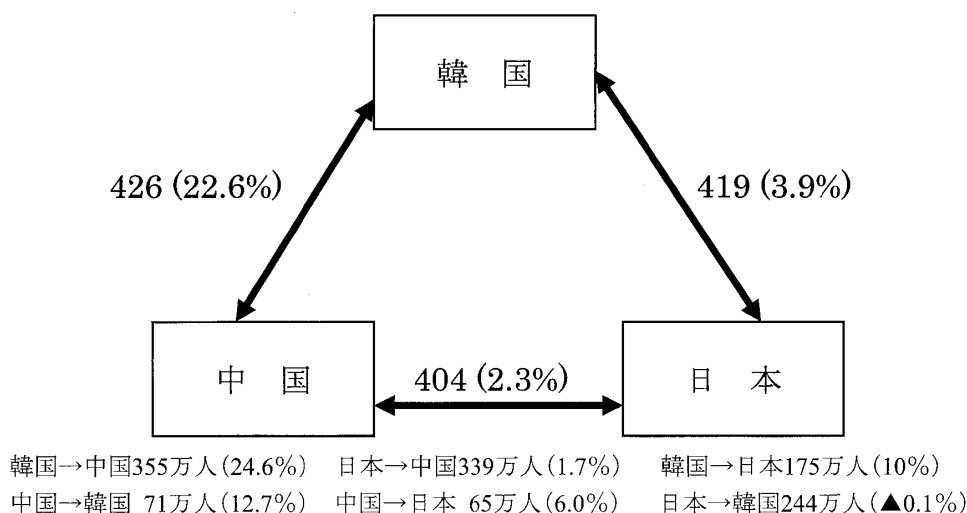 韓 国
426 (22.6%)
419 (3.9%)
中 国
404 (2.3%)
日 本
韓国→中国355万人(24.6%) 日本→中国339万人(1.7%) 韓国→日本175万人(10%)
中国→韓国 71万人(12.7%) 中国→日本 65万人(6.0%) 日本→韓国244万人(▲0.1%)